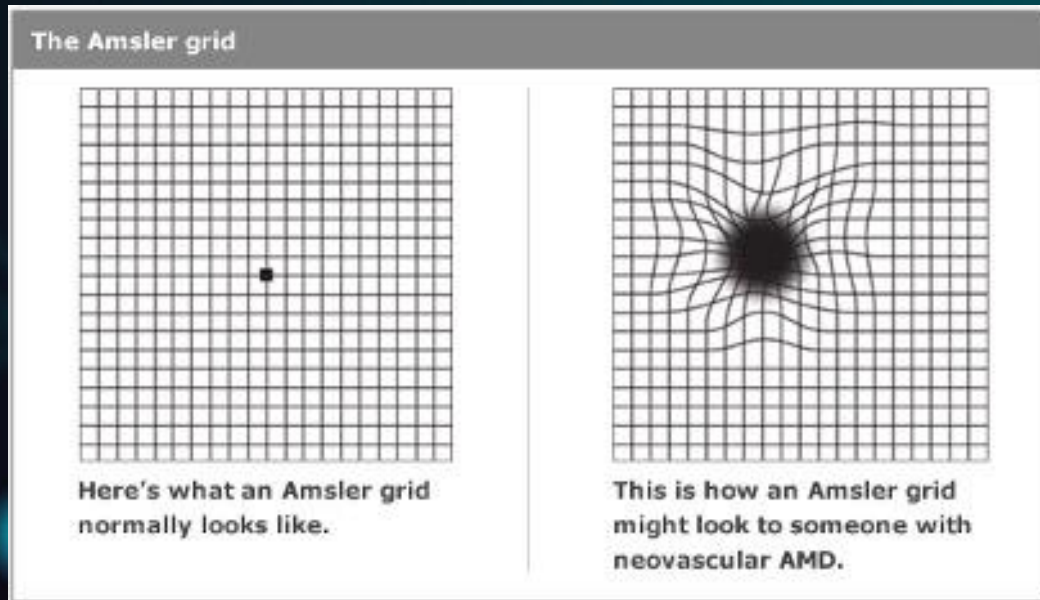 The Amsler grid
Here's what an Amsler grid
normally looks like.
This is how an Amsler grid
might look to someone with
neovascular AMD.